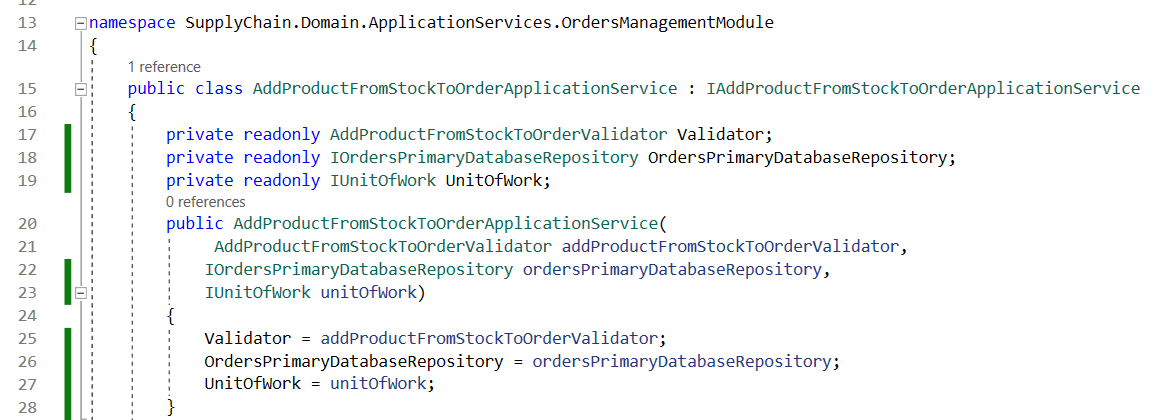 12
13 namespace SupplyChain.Domain.ApplicationServices.OrdersManagementModule
14 {
1 reference
15 public class AddProductFromStockToOrderApplicationService : IAddProductFromStockToOrderApplicationService
16 {
17 private readonly AddProductFromStockToOrderValidator Validator;
18 private readonly IOrdersPrimaryDatabaseRepository OrdersPrimaryDatabaseRepository;
19 private readonly IUnitOfWork UnitOfWork;
0 references
20 public AddProductFromStockToOrderApplicationService(
21 AddProductFromStockToOrderValidator addProductFromStockToOrderValidator,
22 IOrdersPrimaryDatabaseRepository ordersPrimaryDatabaseRepository,
23 IUnitOfWork unitOfWork)
24 {
25 Validator = addProductFromStockToOrderValidator;
26 OrdersPrimaryDatabaseRepository = ordersPrimaryDatabaseRepository;
27 UnitOfWork = unitOfWork;
28 }